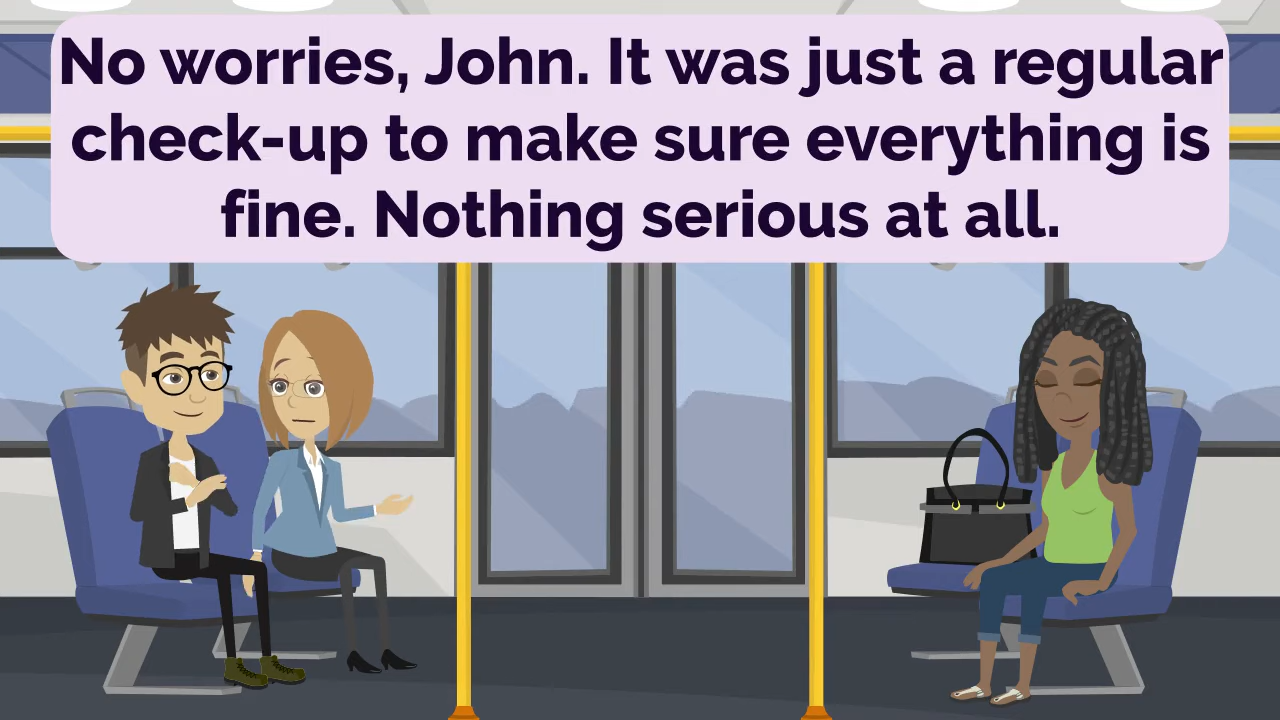 No worries, John. It was just a regular
check-up to make sure everything is
fine. Nothing serious at all.